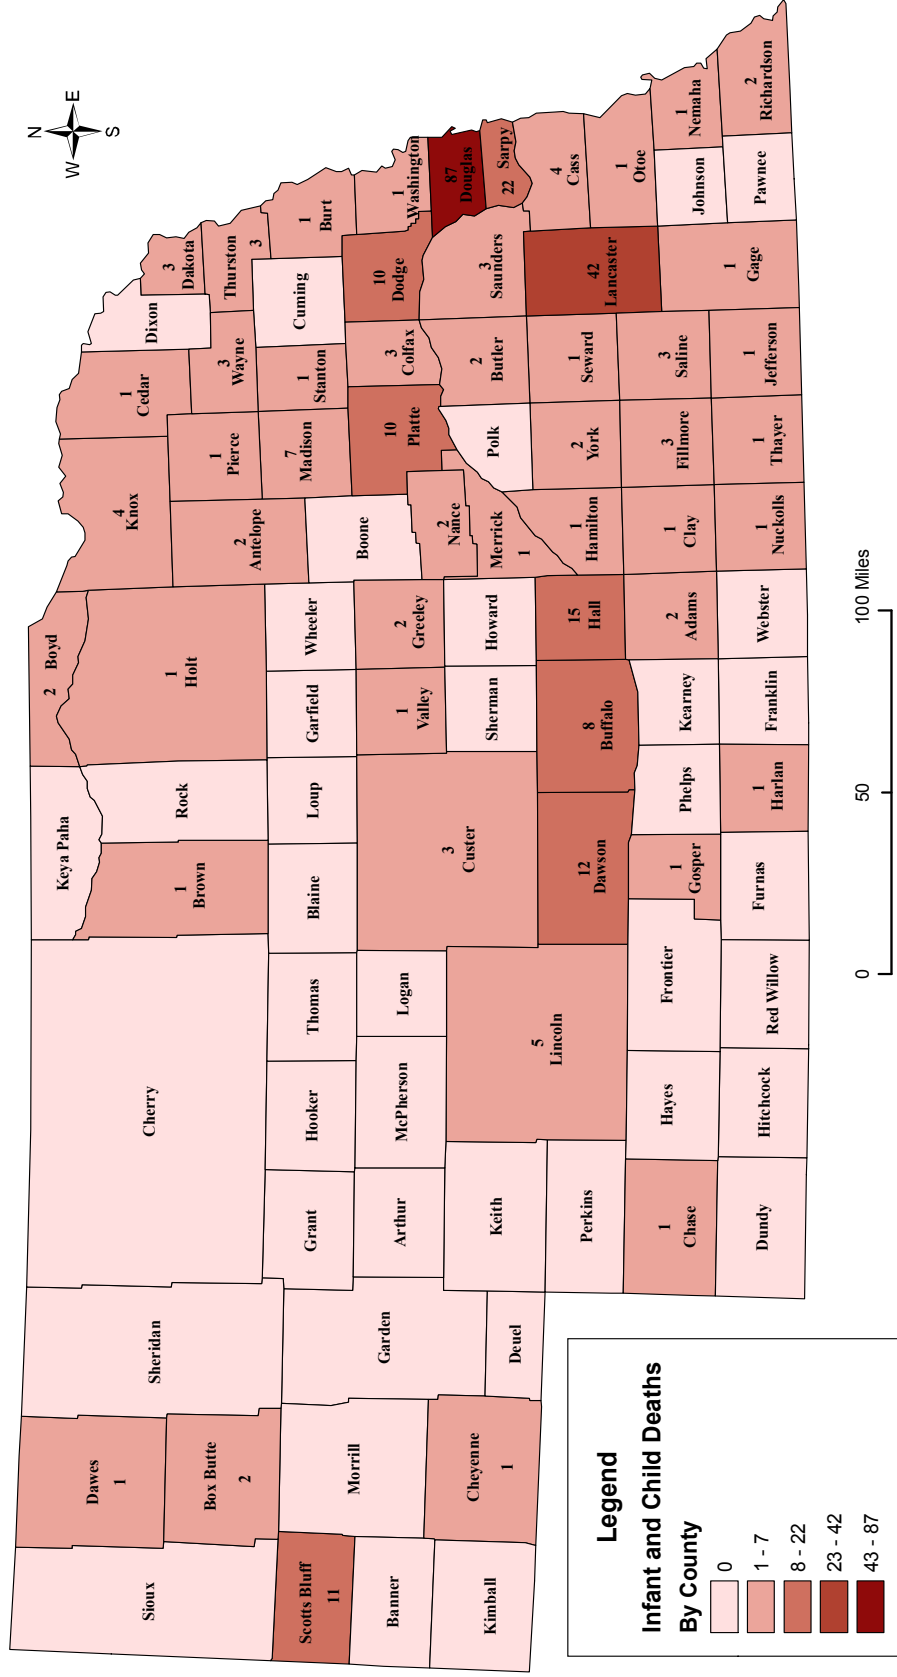 N
W E
S
Sioux
Dawes
1
Sheridan
Cherry
Keya Paha
2 Boyd
Box Butte
2
1
Brown
Rock
1
Holt
4
Knox
1
Cedar
Dixon
3
Dakota
2
Antelope
1
Pierce
3
Wayne
Thurston
3
Scotts Bluff
11
Morrill
Garden
Grant
Hooker
Thomas
Blaine
Loup
Garfield
Wheeler
Boone
7
Madison
1
Stanton
Cuming
1
Burt
Banner
Arthur
McPherson
Logan
3
Custer
1
Valley
2
Greeley
2
Nance
10
Platte
3
Colfax
10
Dodge
1
Washington
Kimball
Cheyenne
1
Deuel
Keith
5
Lincoln
Sherman
Howard
Merrick
1
Polk
2
Butler
3
Saunders
87
Douglas
22 Sarpy
Perkins
12
Dawson
8
Buffalo
15
Hall
1
Hamilton
2
York
1
Seward
42
Lancaster
4
Cass
1
Otoe
1
Chase
Hayes
Frontier
1
Gosper
Phelps
Kearney
2
Adams
1
Clay
3
Fillmore
3
Saline
1
Gage
Johnson
1
Nemaha
Dundy
Hitchcock
Red Willow
Furnas
1
Harlan
Franklin
Webster
1
Nuckolls
1
Thayer
1
Jefferson
Pawnee
2
Richardson
Legend
Infant and Child Deaths
By County
0
1 - 7
8 - 22
23 - 42
43 - 87
0 50 100 Miles